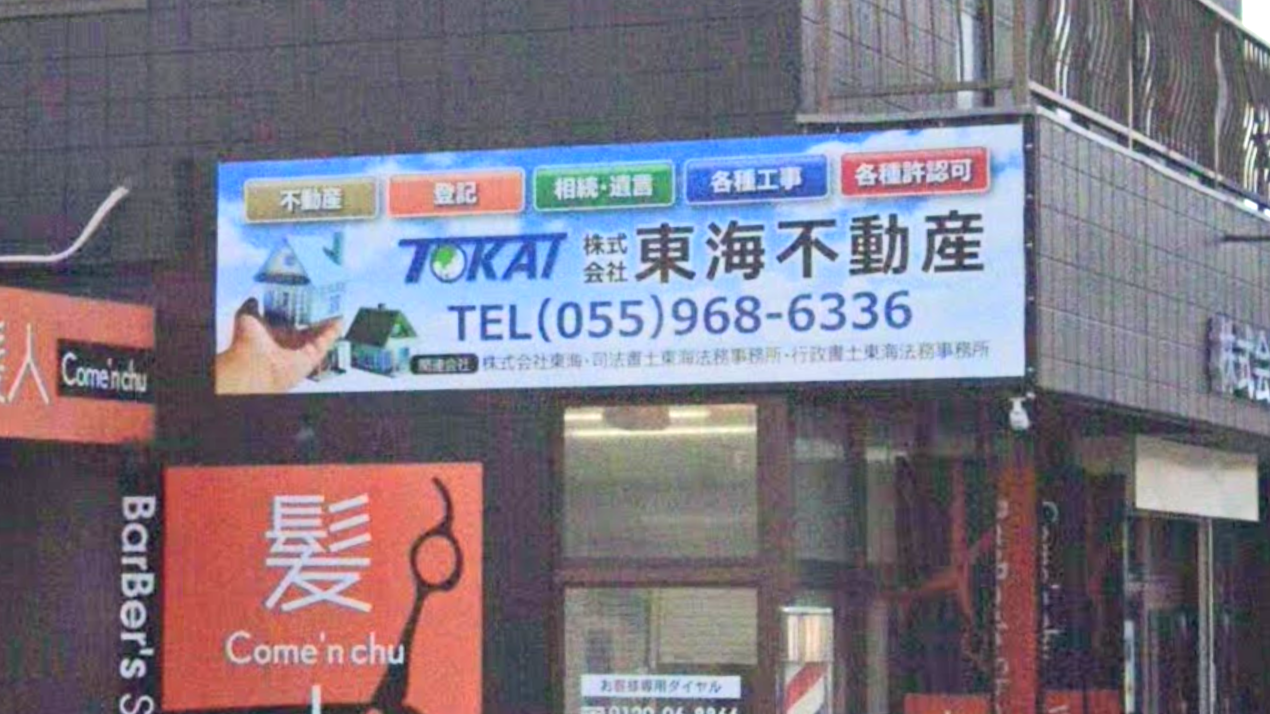 不動産 登記 相続・遺言 各種工事 各種許認可
TOKAI 株式会社 東海不動産
TEL(055)968-6336
関連会社 株式会社東海・司法書士東海法務事務所・行政書士東海法務事務所
人 Come'n chu
BarBer's
髪
Come'n chu
お客様専用ダイヤル
株式会